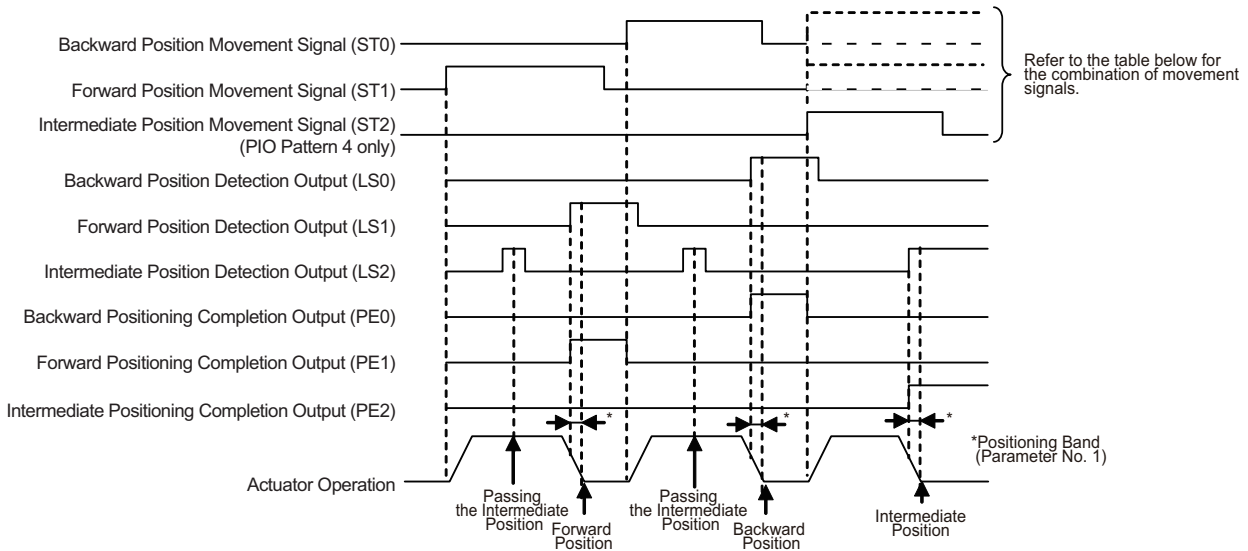 Backward Position Movement Signal (ST0)
Forward Position Movement Signal (ST1)
Intermediate Position Movement Signal (ST2)
(PIO Pattern 4 only)
Refer to the table below for
the combination of movement
signals.
Backward Position Detection Output (LS0)
Forward Position Detection Output (LS1)
Intermediate Position Detection Output (LS2)
Backward Positioning Completion Output (PE0)
Forward Positioning Completion Output (PE1)
Intermediate Positioning Completion Output (PE2)
*
*
*
*Positioning Band
(Parameter No. 1)
Actuator Operation
Passing
the Intermediate
Position
Forward
Position
Passing
the Intermediate
Position
Backward
Position
Intermediate
Position